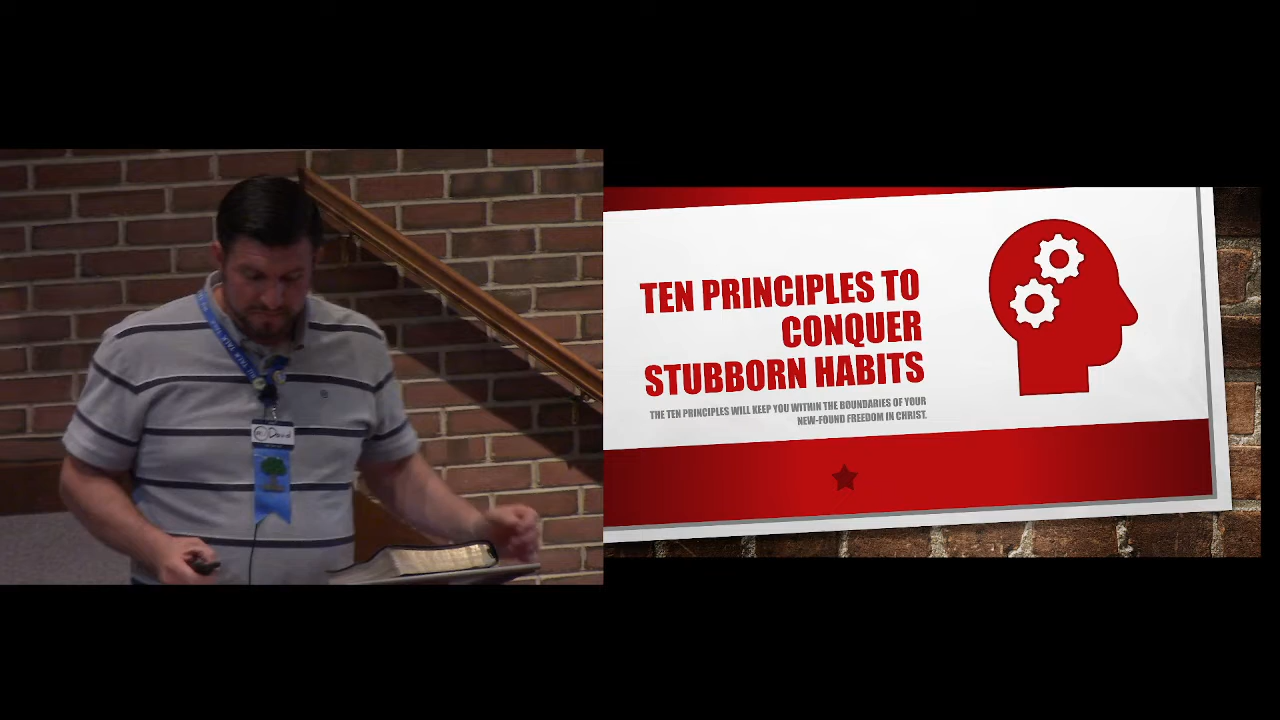 TEN PRINCIPLES TO
CONQUER
STUBBORN HABITS
THE TEN PRINCIPLES WILL KEEP YOU WITHIN THE BOUNDARIES OF YOUR
NEW-FOUND FREEDOM IN CHRIST.